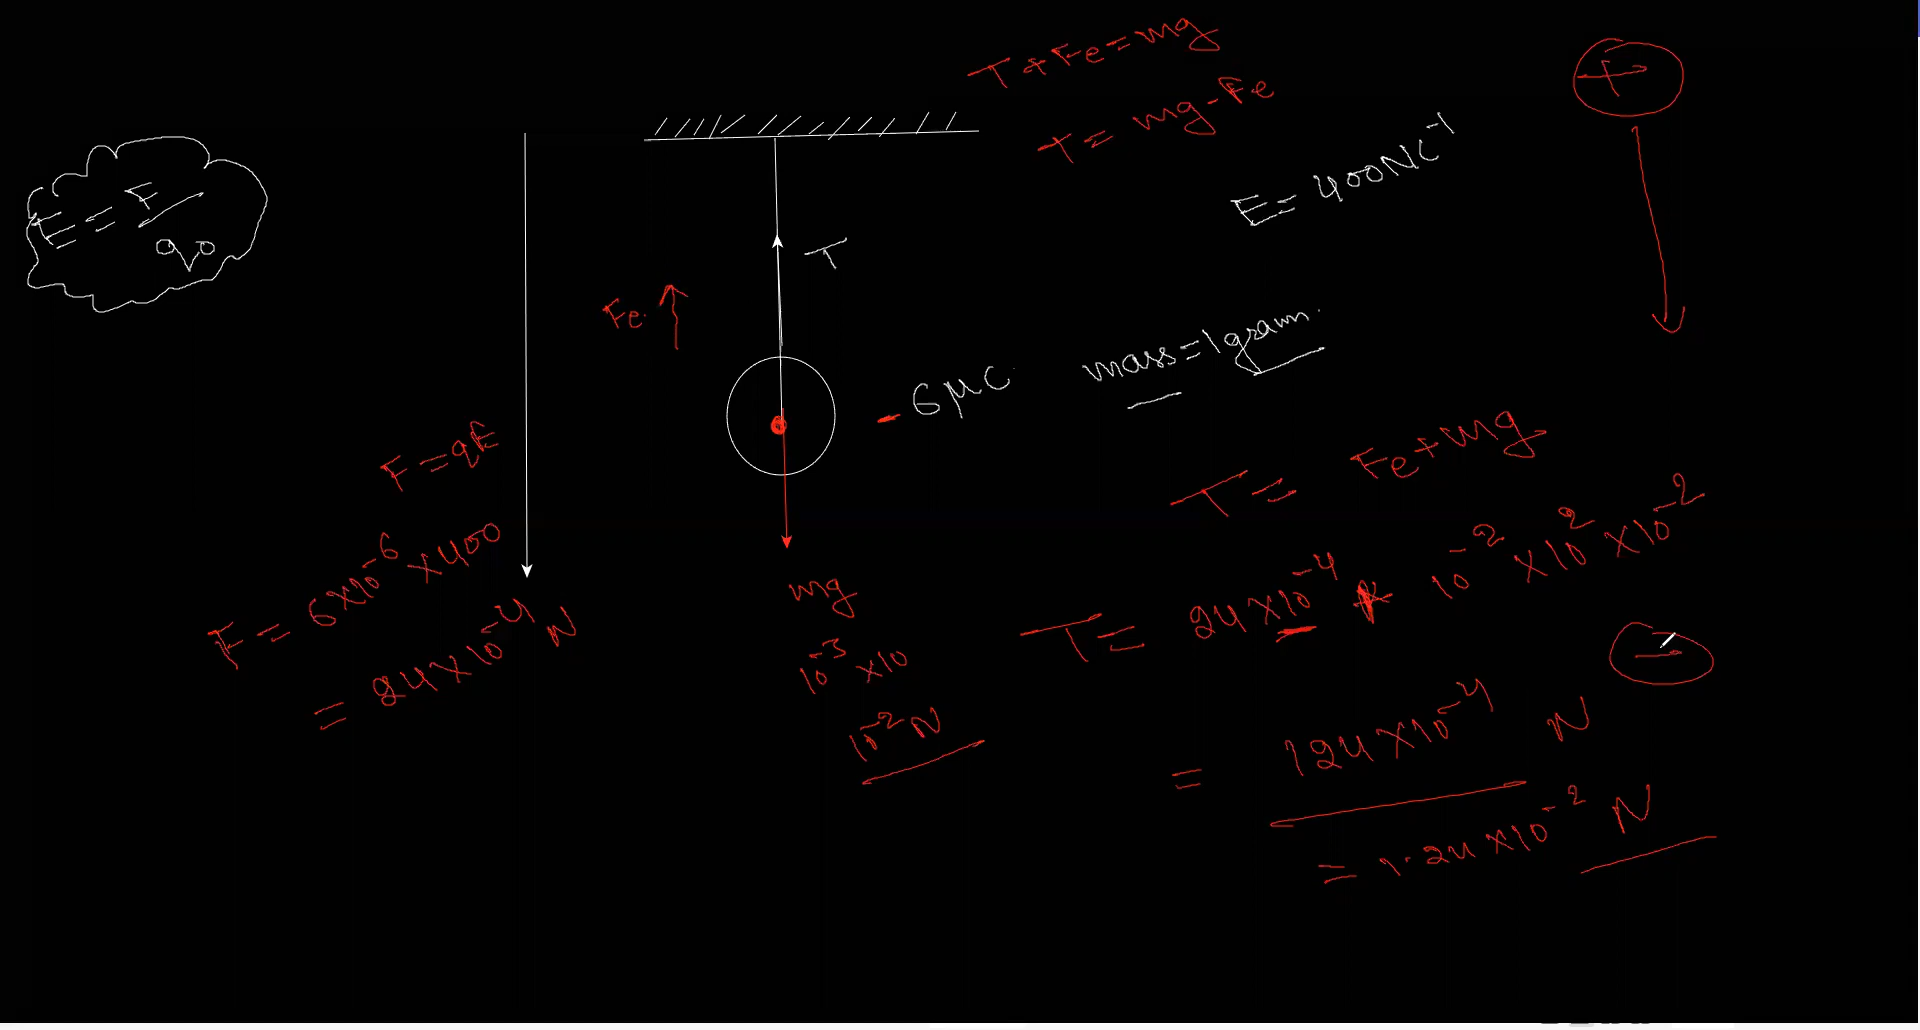 T + Fe = mg
T = mg - Fe
+
E = F/q0
E = 400NC⁻¹
T
Fe
- 6μC
mass = 1gram.
F = qE
T = Fe + mg
F = 6×10⁻⁶ ×400
= 24×10⁻⁴ N
mg
10⁻³ ×10
10⁻² N
T = 24×10⁻⁴ + 10⁻² ×10² ×10⁻²
-
= 124×10⁻⁴ N
= 1.24×10⁻² N